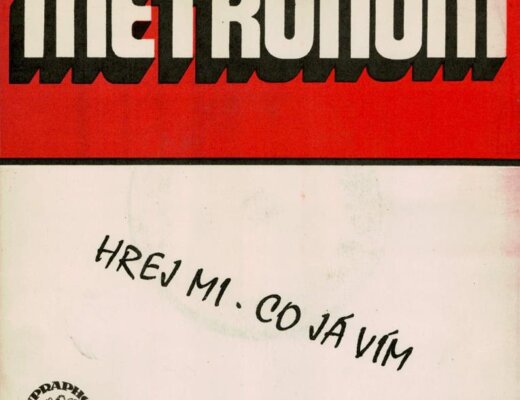 METRONOM
HREJ MI . CO JÁ VÍM